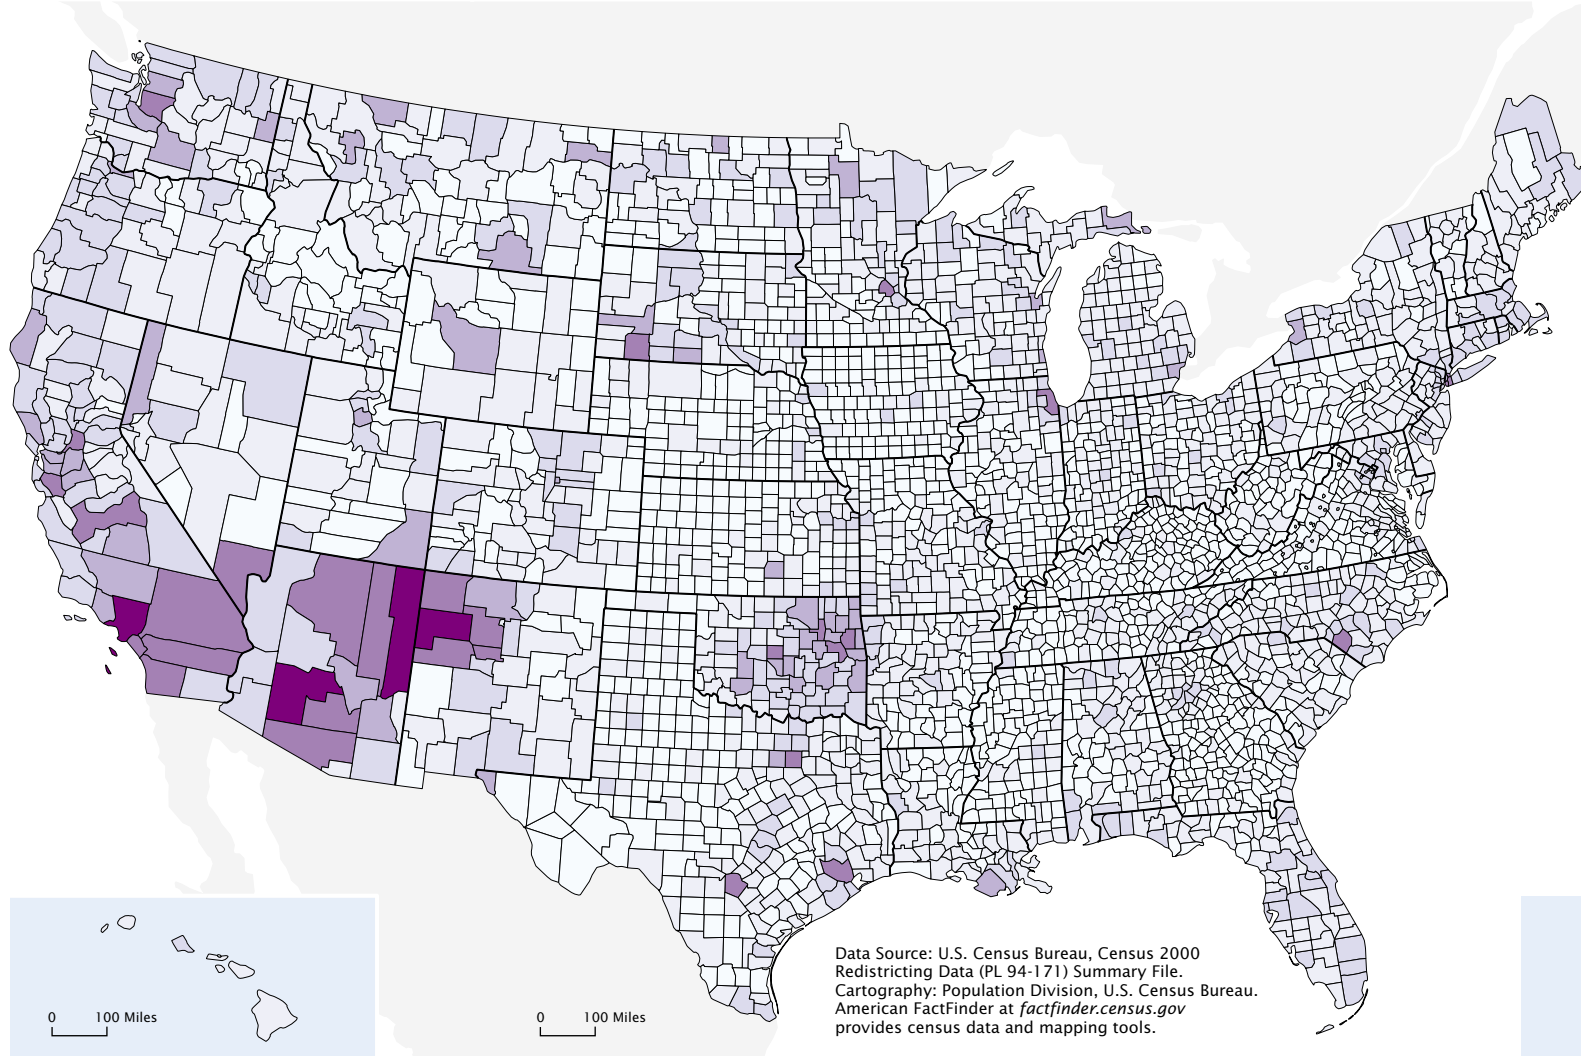 Data Source: U.S. Census Bureau, Census 2000
Redistricting Data (PL 94-171) Summary File.
Cartography: Population Division, U.S. Census Bureau.
American FactFinder at factfinder.census.gov
provides census data and mapping tools.
0 100 Miles
0 100 Miles